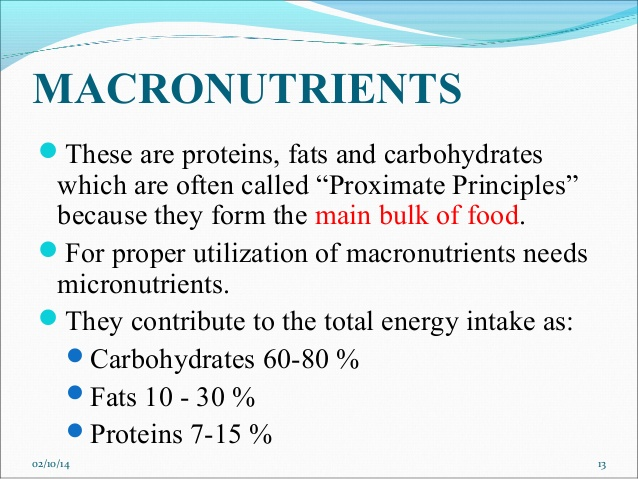 MACRONUTRIENTS
These are proteins, fats and carbohydrates
which are often called “Proximate Principles”
because they form the main bulk of food.
For proper utilization of macronutrients needs
micronutrients.
They contribute to the total energy intake as:
Carbohydrates 60-80 %
Fats 10 - 30 %
Proteins 7-15 %
02/10/14 13